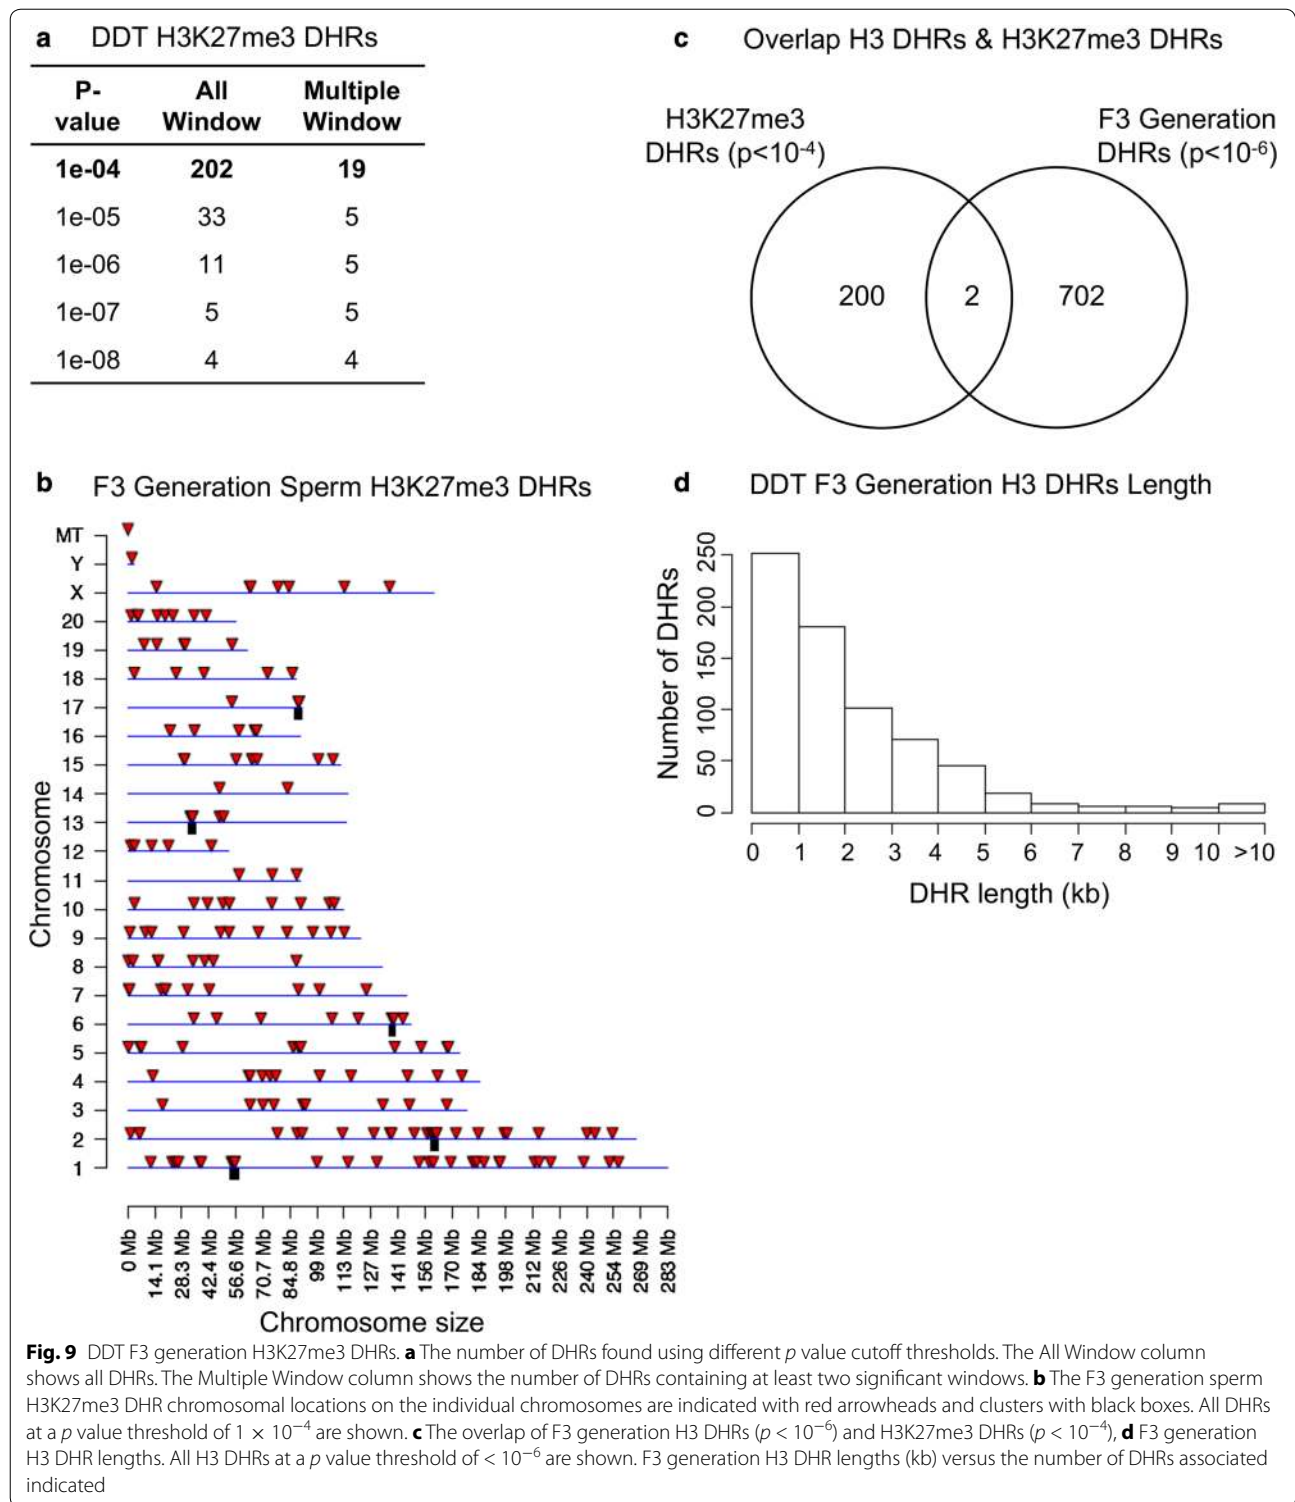 a DDT H3K27me3 DHRs
P-value All Window Multiple Window
1e-04 202 19
1e-05 33 5
1e-06 11 5
1e-07 5 5
1e-08 4 4
c Overlap H3 DHRs & H3K27me3 DHRs
H3K27me3
DHRs (p<10-4)
F3 Generation
DHRs (p<10-6)
200 2 702
b F3 Generation Sperm H3K27me3 DHRs
MT
Y
X
20
19
18
17
16
15
14
13
12
11
10
9
8
7
6
5
4
3
2
1
Chromosome
0 Mb
14.1 Mb
28.3 Mb
42.4 Mb
56.6 Mb
70.7 Mb
84.8 Mb
99 Mb
113 Mb
127 Mb
141 Mb
156 Mb
170 Mb
184 Mb
198 Mb
212 Mb
226 Mb
240 Mb
254 Mb
269 Mb
283 Mb
Chromosome size
d DDT F3 Generation H3 DHRs Length
Number of DHRs
250
200
150
100
50
0
0 1 2 3 4 5 6 7 8 9 10 >10
DHR length (kb)
Fig. 9 DDT F3 generation H3K27me3 DHRs. a The number of DHRs found using different p value cutoff thresholds. The All Window column
shows all DHRs. The Multiple Window column shows the number of DHRs containing at least two significant windows. b The F3 generation sperm
H3K27me3 DHR chromosomal locations on the individual chromosomes are indicated with red arrowheads and clusters with black boxes. All DHRs
at a p value threshold of 1 × 10−4 are shown. c The overlap of F3 generation H3 DHRs (p < 10−6) and H3K27me3 DHRs (p < 10−4), d F3 generation
H3 DHR lengths. All H3 DHRs at a p value threshold of < 10−6 are shown. F3 generation H3 DHR lengths (kb) versus the number of DHRs associated
indicated